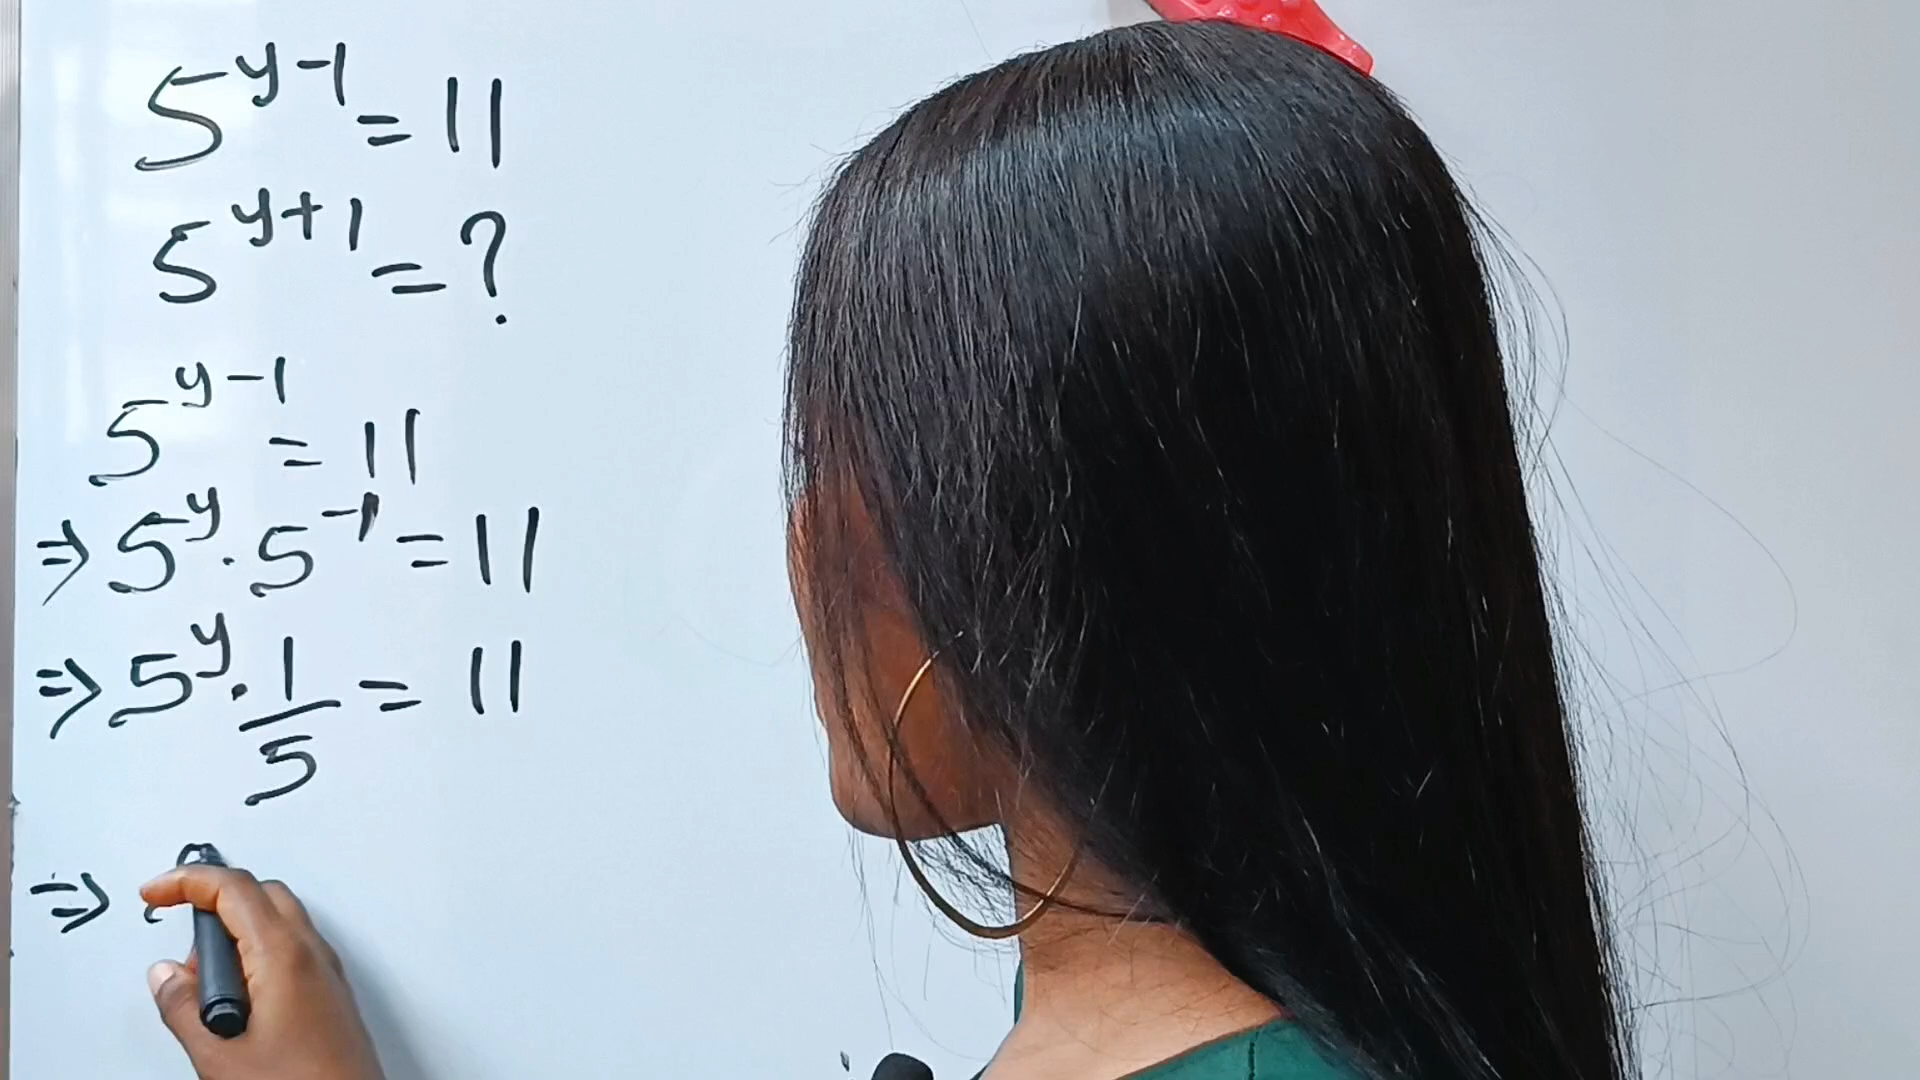 5^{y-1} = 11
5^{y+1} = ?
5^{y-1} = 11
⇒ 5^y · 5^{-1} = 11
⇒ 5^y · 1/5 = 11
⇒